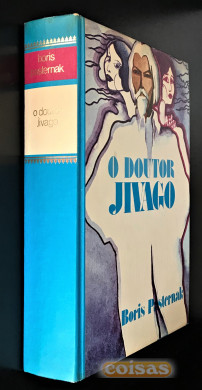 boris
pasternak
o doutor
jivago
O DOUTOR
JIVAGO
Boris Pasternak
coisas